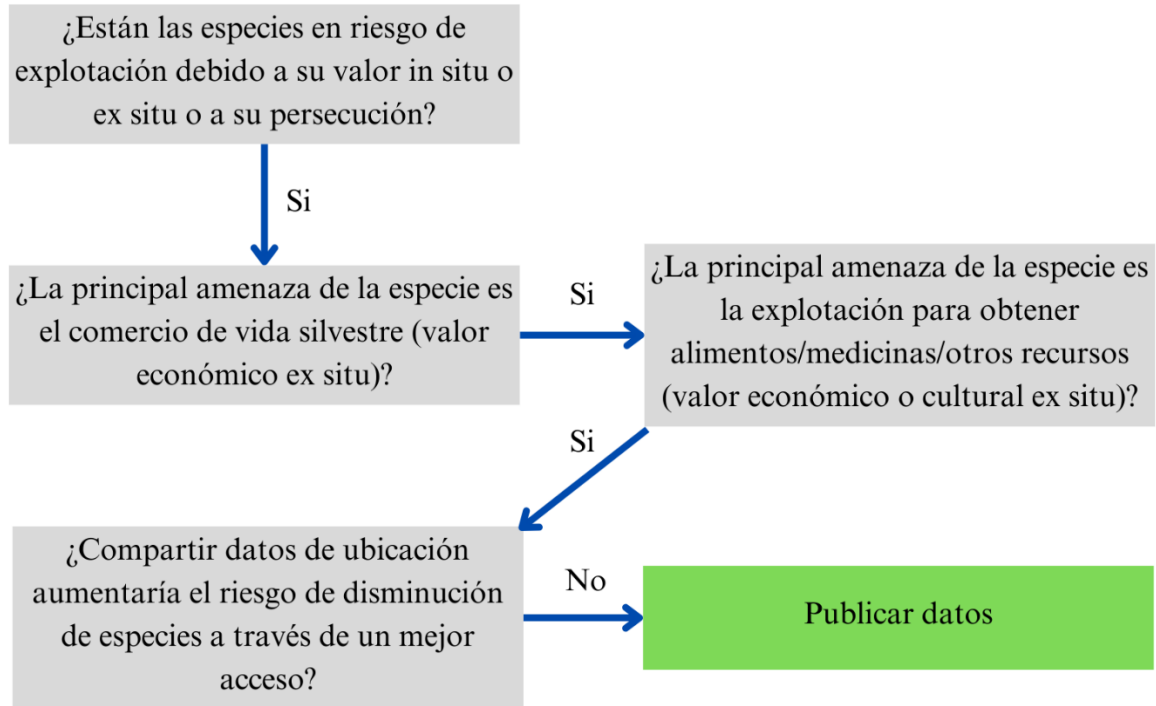 ¿Están las especies en riesgo de
explotación debido a su valor in situ o
ex situ o a su persecución?
Si
¿La principal amenaza de la especie es
el comercio de vida silvestre (valor
económico ex situ)?
Si
¿La principal amenaza de la especie es
la explotación para obtener
alimentos/medicinas/otros recursos
(valor económico o cultural ex situ)?
Si
¿Compartir datos de ubicación
aumentaría el riesgo de disminución
de especies a través de un mejor
acceso?
No
Publicar datos